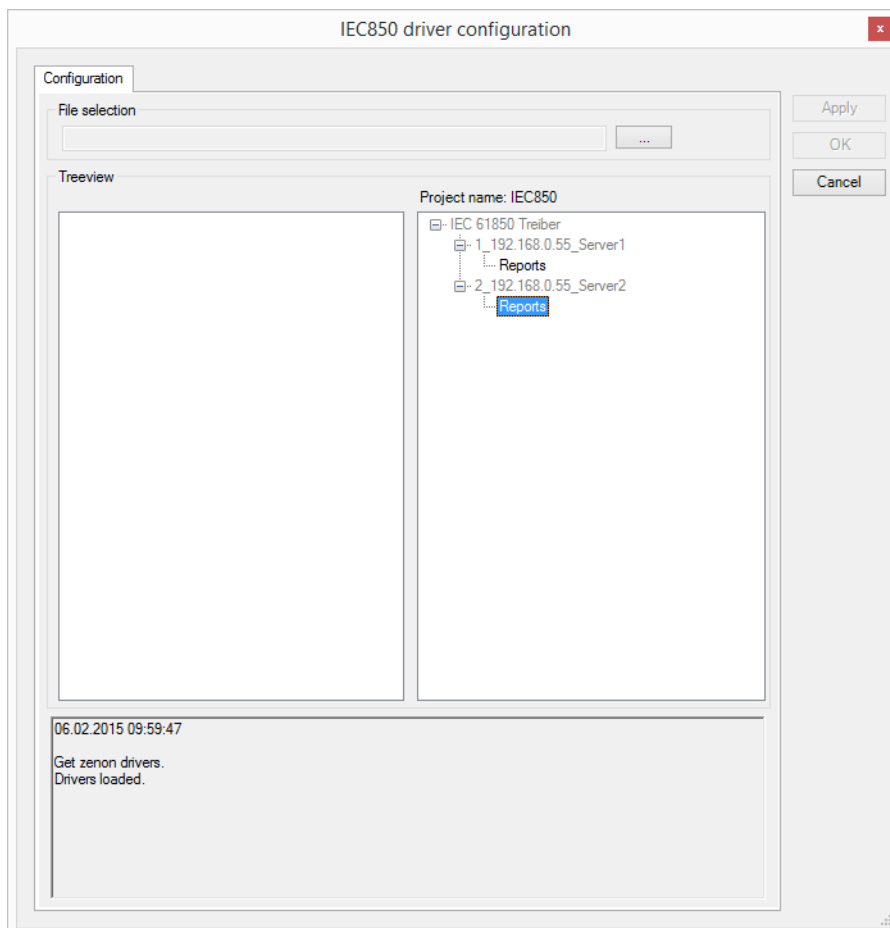 IEC850 driver configuration
x
Configuration
File selection
...
Apply
OK
Cancel
Treeview
Project name: IEC850
IEC 61850 Treiber
1_192.168.0.55_Server1
Reports
2_192.168.0.55_Server2
Reports
06.02.2015 09:59:47
Get zenon drivers.
Drivers loaded.